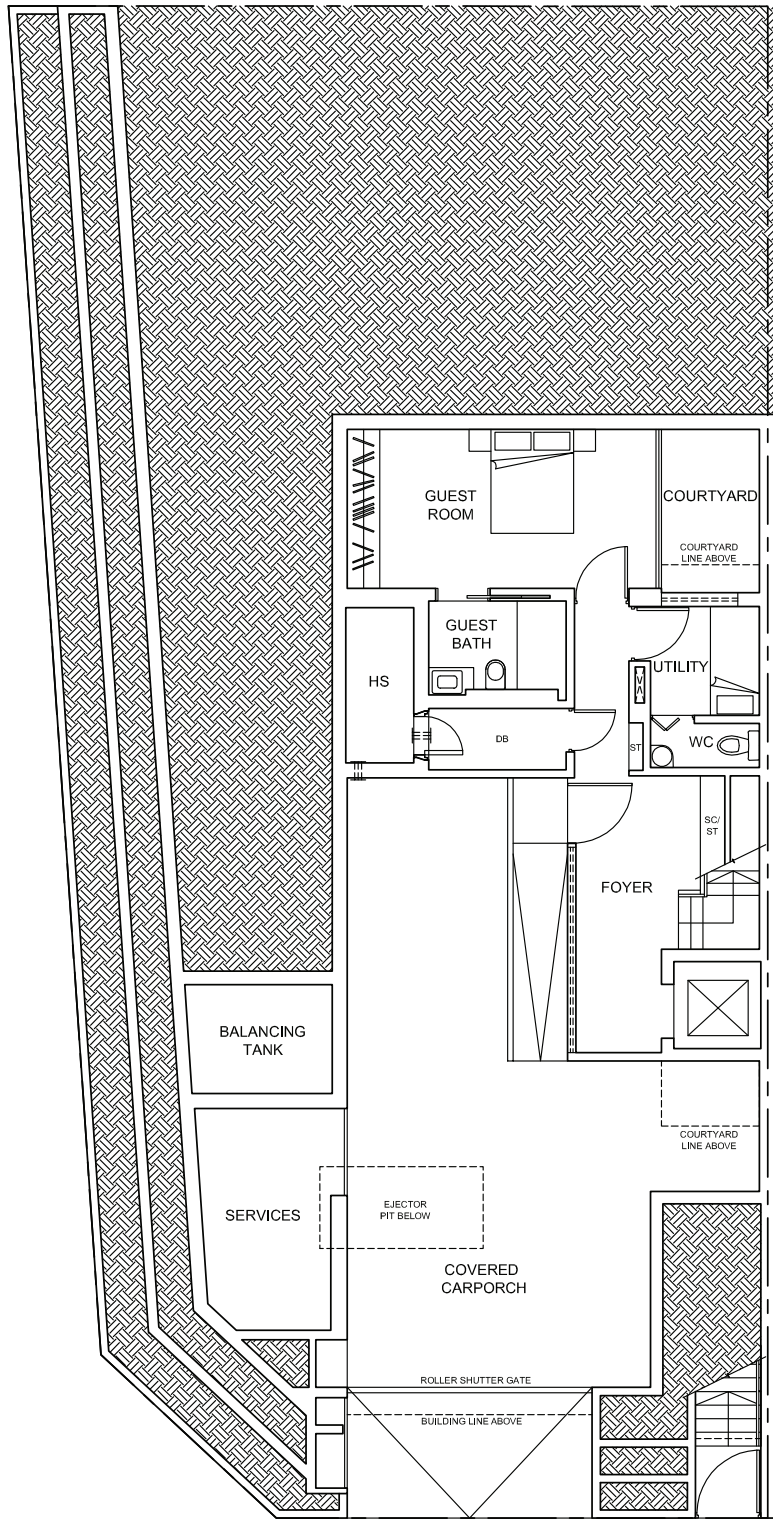 GUEST
ROOM
COURTYARD
COURTYARD
LINE ABOVE
GUEST
BATH
HS
UTILITY
DB
ST
WC
SC/
ST
FOYER
BALANCING
TANK
COURTYARD
LINE ABOVE
SERVICES
EJECTOR
PIT BELOW
COVERED
CARPORCH
ROLLER SHUTTER GATE
BUILDING LINE ABOVE